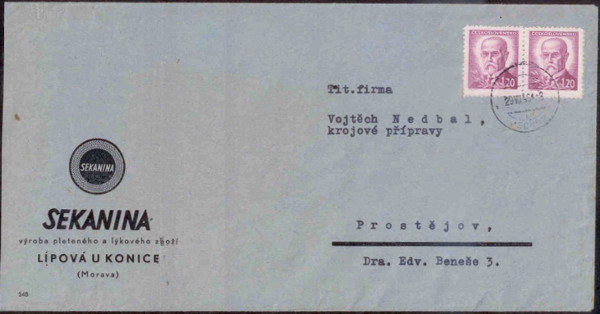 ČESKOSLOVENSKO
ČESKOSLOVENSKO
1.20
1.20
Tit.firma
Vojtěch Nedbal,
krojové přípravy
Prostějov,
Dra. Edv. Beneše 3.
SEKANINA
SEKANINA
výroba pleteného a lýkového zboží
LÍPOVÁ U KONICE
(Morava)
545